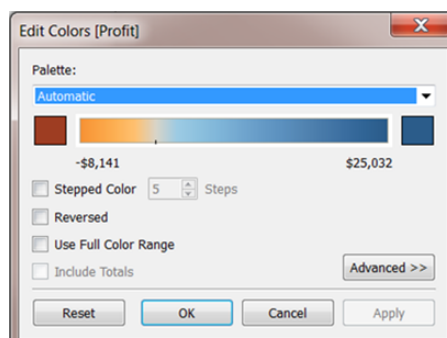 Edit Colors [Profit]
Palette:
Automatic
-$8,141 $25,032
Stepped Color 5 Steps
Reversed
Use Full Color Range
Include Totals
Advanced >>
Reset OK Cancel Apply